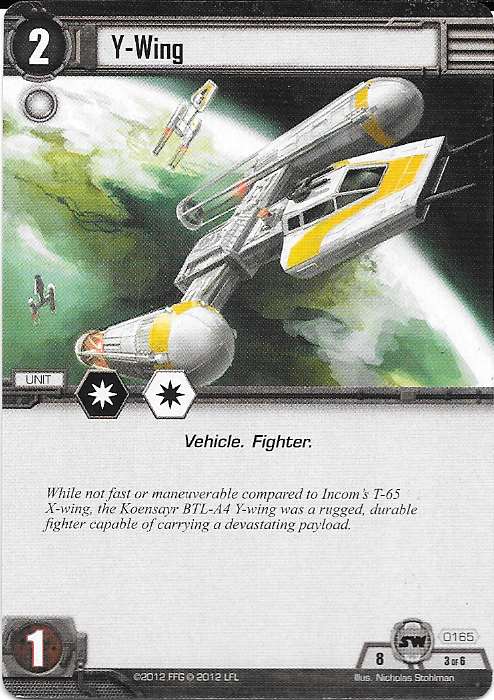 2
Y-Wing
UNIT
Vehicle. Fighter.
While not fast or maneuverable compared to Incom's T-65
X-wing, the Koensayr BTL-A4 Y-wing was a rugged, durable
fighter capable of carrying a devastating payload.
1
SW
0165
8
3 OF 6
©2012 FFG © 2012 LFL
Illus. Nicholas Stohlman